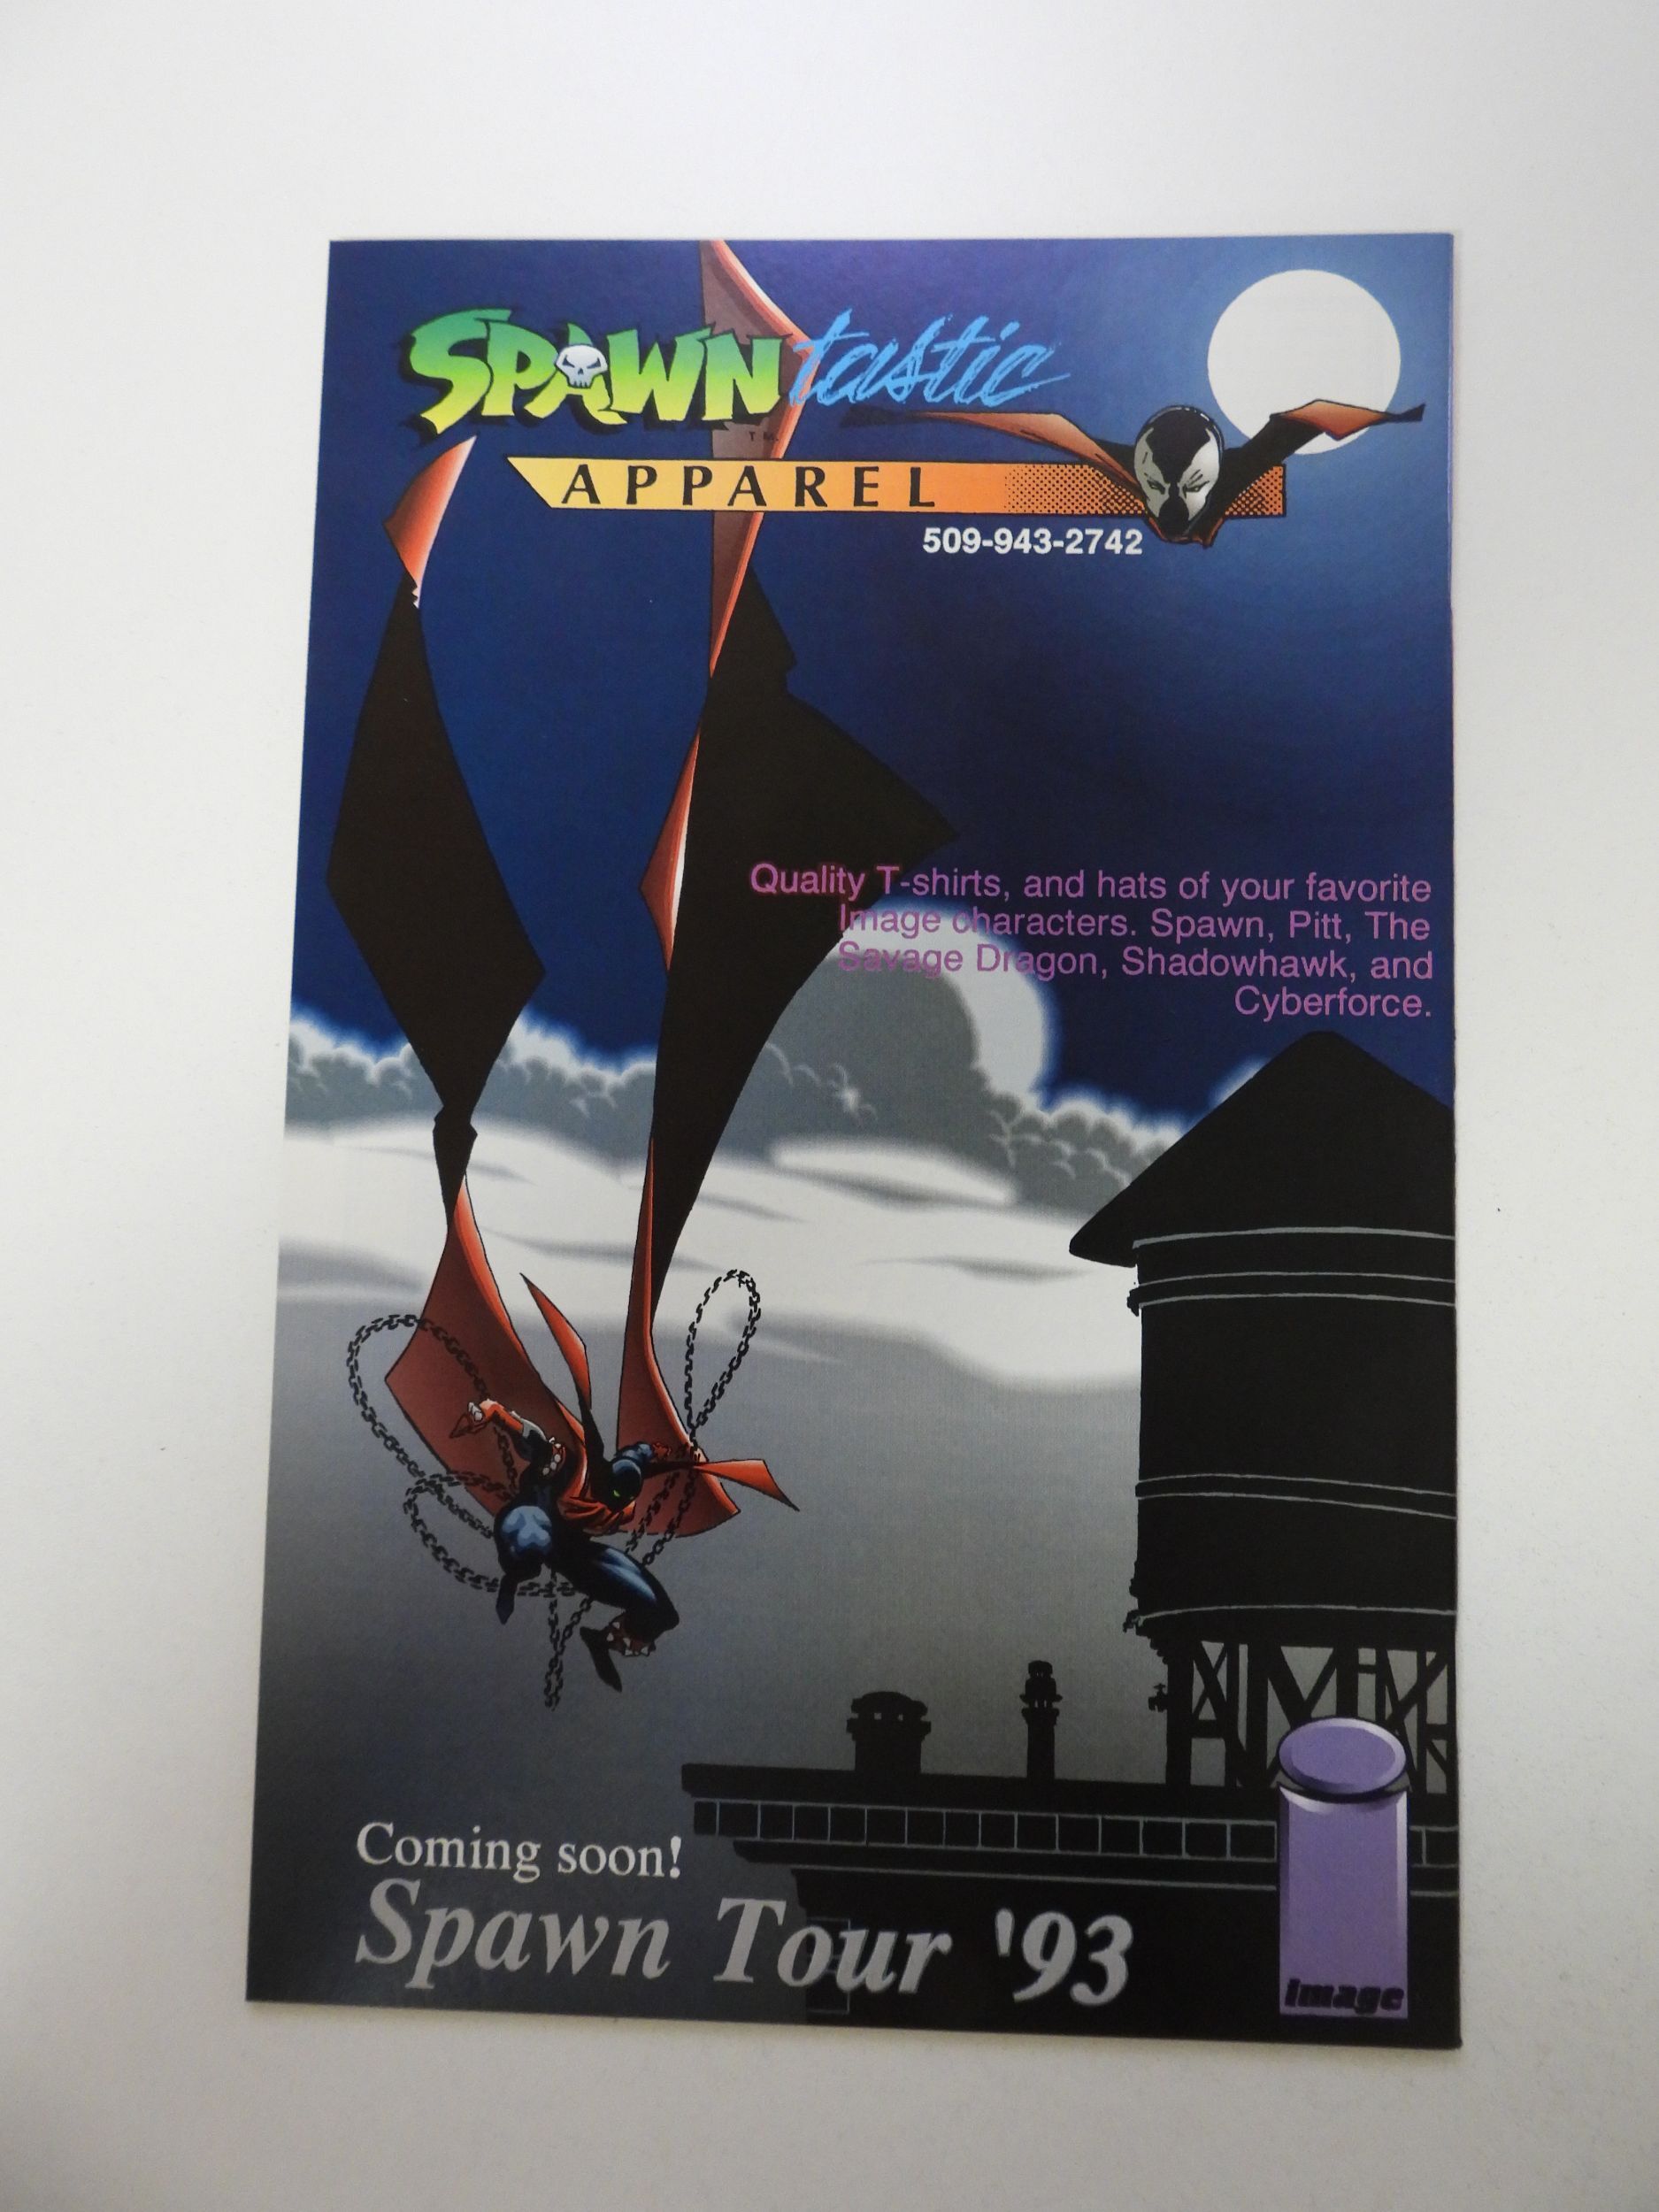 SPAWNtastic
TM
APPAREL
509-943-2742
Quality T-shirts, and hats of your favorite
Image characters. Spawn, Pitt, The
Savage Dragon, Shadowhawk, and
Cyberforce.
Coming soon!
Spawn Tour '93
image